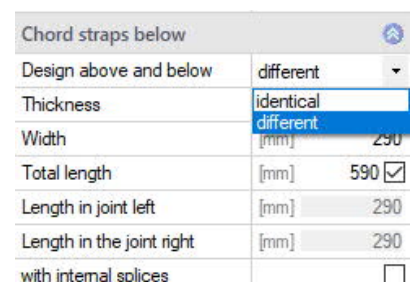 Chord straps below
Design above and below different
Thickness identical
different
Width [mm] 290
Total length [mm] 590
Length in joint left [mm] 290
Length in the joint right [mm] 290
with internal splices